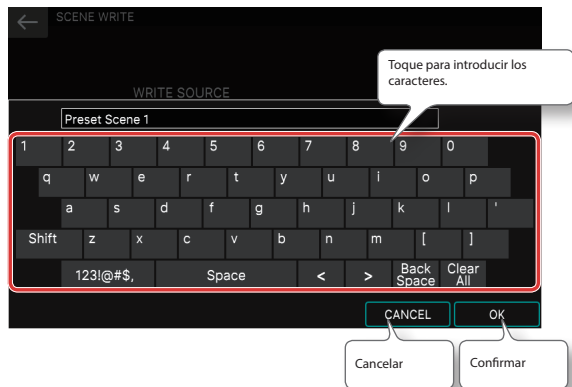 SCENE WRITE
Toque para introducir los
caracteres.
WRITE SOURCE
Preset Scene 1
1 2 3 4 5 6 7 8 9 0
q w e r t y u i o p
a s d f g h j k l '
Shift z x c v b n m [ ]
123!@#$, Space < > Back Space Clear All
CANCEL OK
Cancelar Confirmar